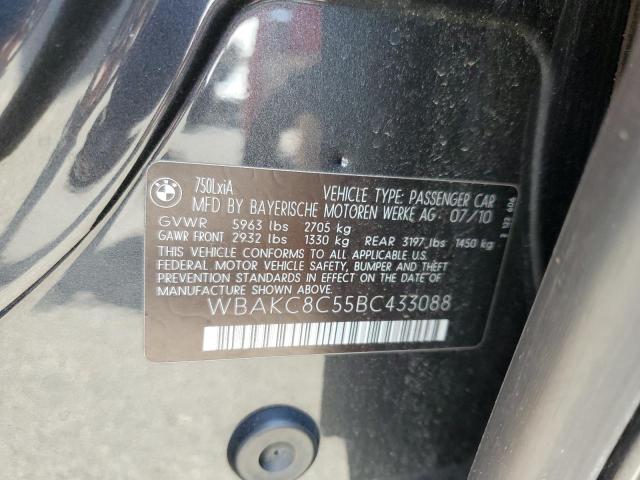 750LxiA VEHICLE TYPE: PASSENGER CAR
MFD BY BAYERISCHE MOTOREN WERKE AG 07/10
GVWR 5963 lbs 2705 kg
GAWR FRONT 2932 lbs 1330 kg REAR 3197 lbs 1450 kg
THIS VEHICLE CONFORMS TO ALL APPLICABLE U.S.
FEDERAL MOTOR VEHICLE SAFETY, BUMPER AND THEFT
PREVENTION STANDARDS IN EFFECT ON THE DATE OF
MANUFACTURE SHOWN ABOVE.
WBAKC8C55BC433088